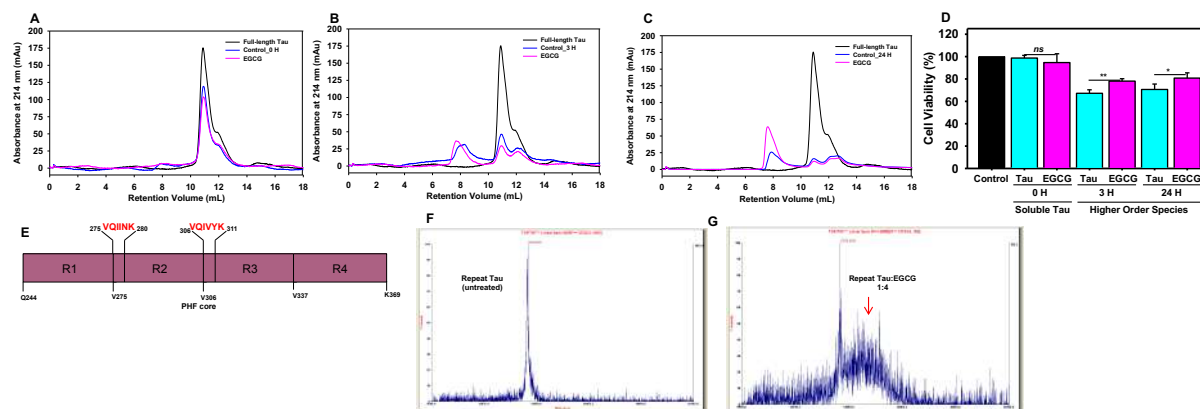 A
Absorbance at 214 nm (mAu)
200
175
150
125
100
75
50
25
0
Full-length Tau
Control_0 H
EGCG
0 2 4 6 8 10 12 14 16 18
Retention Volume (mL)
B
Absorbance at 214 nm (mAu)
200
175
150
125
100
75
50
25
0
Full-length Tau
Control_3 H
EGCG
0 2 4 6 8 10 12 14 16 18
Retention Volume (mL)
C
Absorbance at 214 nm (mAu)
200
175
150
125
100
75
50
25
0
Full-length Tau
Control_24 H
EGCG
0 2 4 6 8 10 12 14 16 18
Retention Volume (mL)
D
Cell Viability (%)
120
100
80
60
40
20
0
ns
**
*
Control Tau EGCG Tau EGCG Tau EGCG
0 H 3 H 24 H
Soluble Tau Higher Order Species
E
275 VQIINK 280 306 VQIVYK 311
R1 R2 R3 R4
Q244 V275 V306 V337 K369
PHF core
F
Repeat Tau
(untreated)
G
Repeat Tau:EGCG
1:4